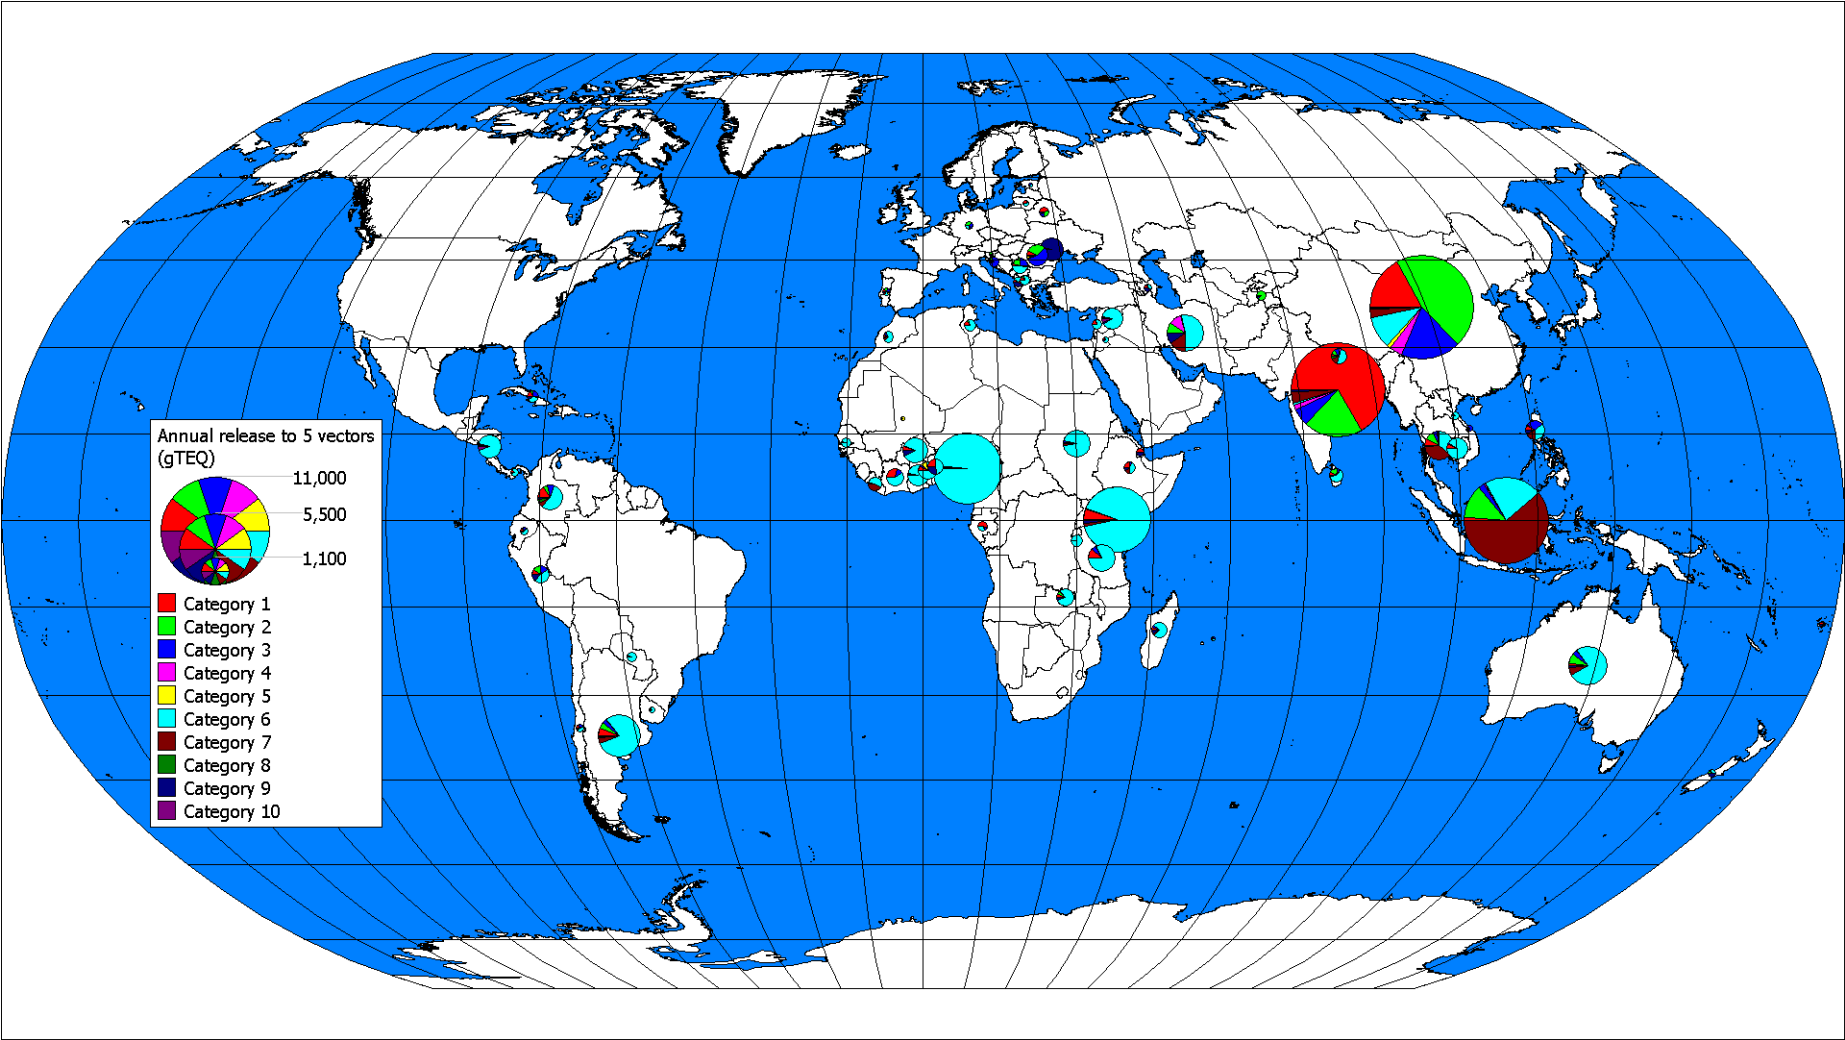 Annual release to 5 vectors
(gTEQ)
11,000
5,500
1,100
Category 1
Category 2
Category 3
Category 4
Category 5
Category 6
Category 7
Category 8
Category 9
Category 10